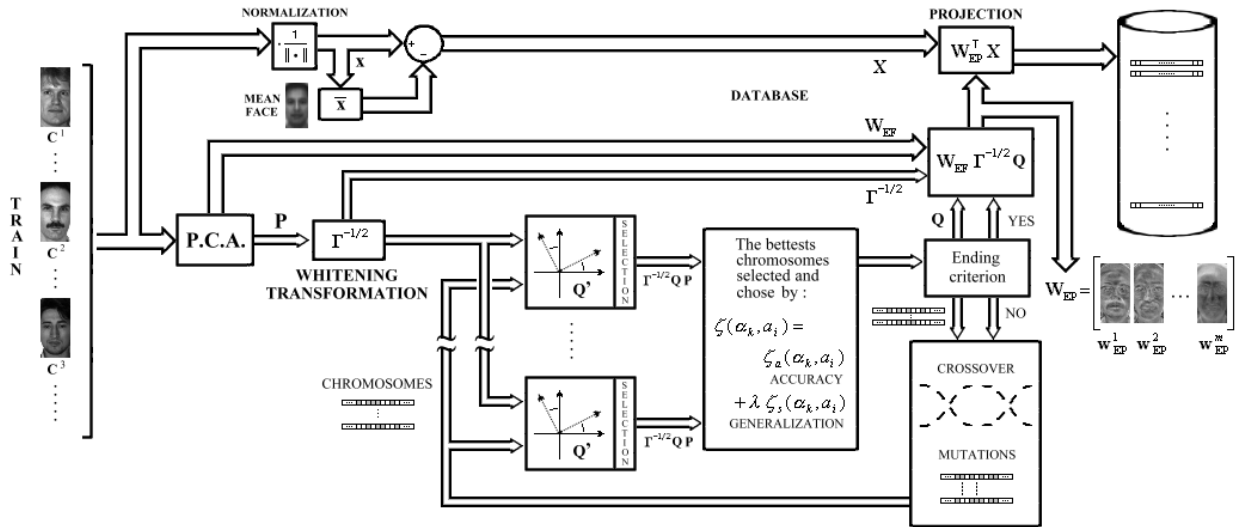 NORMALIZATION
· 1 / ‖•‖
x
+
−
MEAN
FACE
x̄
X
DATABASE
PROJECTION
W_EP^T X
TRAIN
C^1
C^2
C^3
P.C.A.
P
Γ^{-1/2}
WHITENING
TRANSFORMATION
W_EF
Γ^{-1/2}
W_EF Γ^{-1/2} Q
Q
YES
Q'
SELECTION
Γ^{-1/2} Q P
Q'
SELECTION
Γ^{-1/2} Q P
CHROMOSOMES
The bettests
chromosomes
selected and
chose by :
ζ(α_k, a_i) =
ζ_a(α_k, a_i)
ACCURACY
+ λ ζ_s(α_k, a_i)
GENERALIZATION
Ending
criterion
NO
CROSSOVER
MUTATIONS
W_EP = [ ... ]
w_EP^1 w_EP^2 w_EP^m